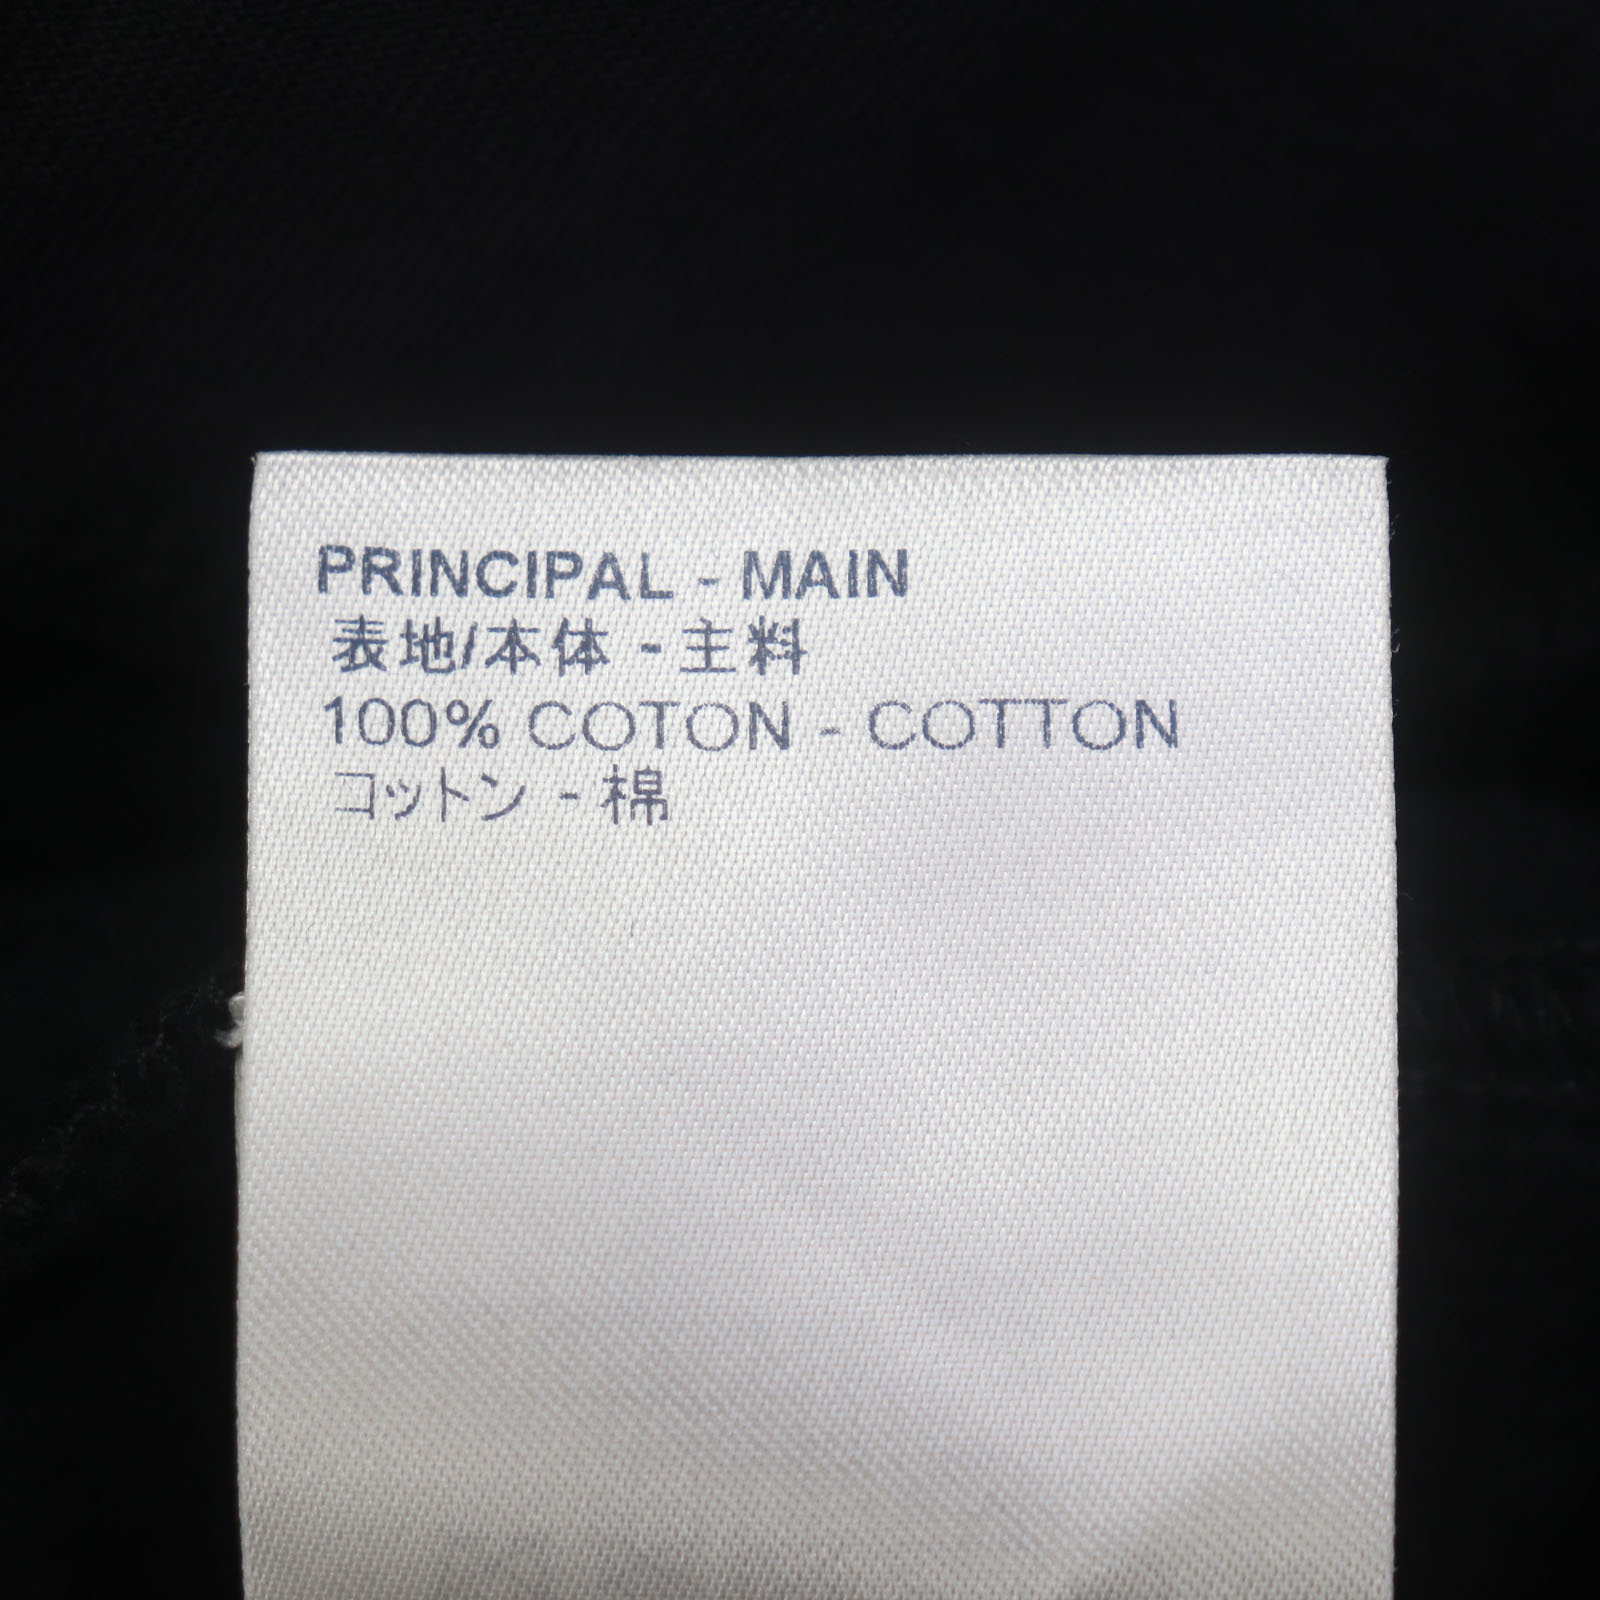 PRINCIPAL - MAIN
表地/本体 - 主料
100% COTON - COTTON
コットン - 棉